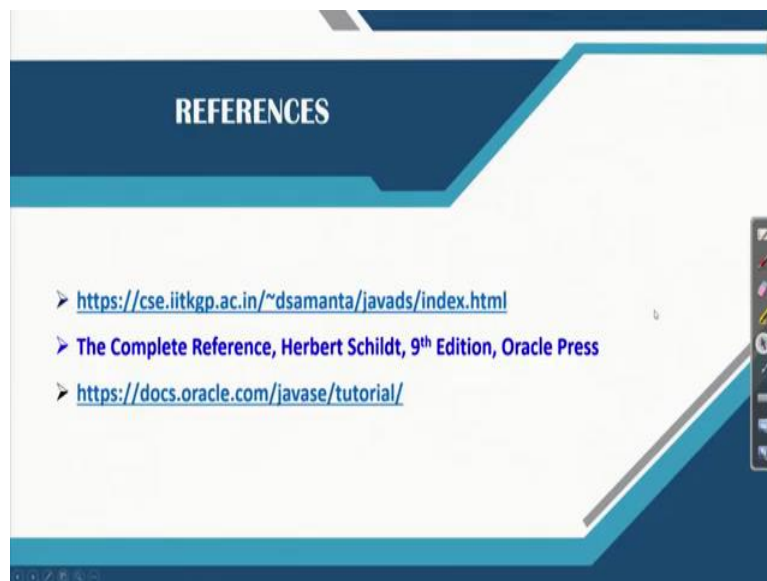 REFERENCES
➢ https://cse.iitkgp.ac.in/~dsamanta/javads/index.html
➢ The Complete Reference, Herbert Schildt, 9th Edition, Oracle Press
➢ https://docs.oracle.com/javase/tutorial/